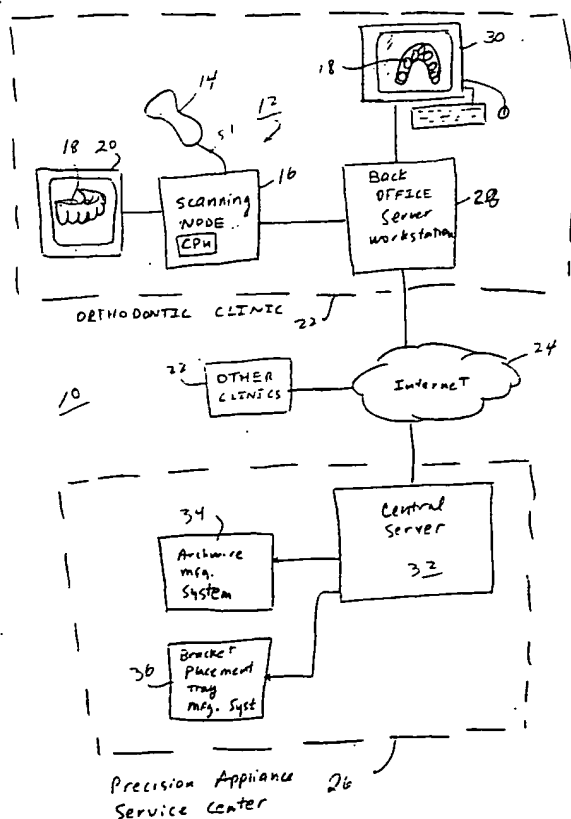 30
18
14
12
51
18
20
16
Scanning
NODE
CPU
Back
OFFICE
Server
Workstation
28
ORTHODONTIC CLINIC
22
24
22
OTHER
CLINICS
Internet
10
Central
Server
32
34
Archwire
mfg.
System
36
Bracket
Placement
Tray
mfg. Syst
Precision Appliance
Service Center
26